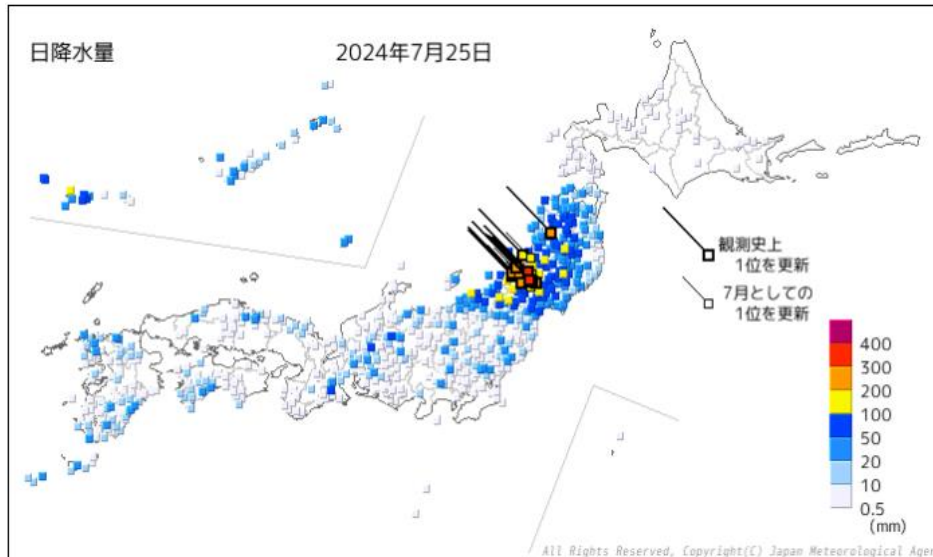 日降水量
2024年7月25日
観測史上
1位を更新
7月としての
1位を更新
400
300
200
100
50
20
10
0.5
(mm)
All Rights Reserved, Copyright(C) Japan Meteorological Agen